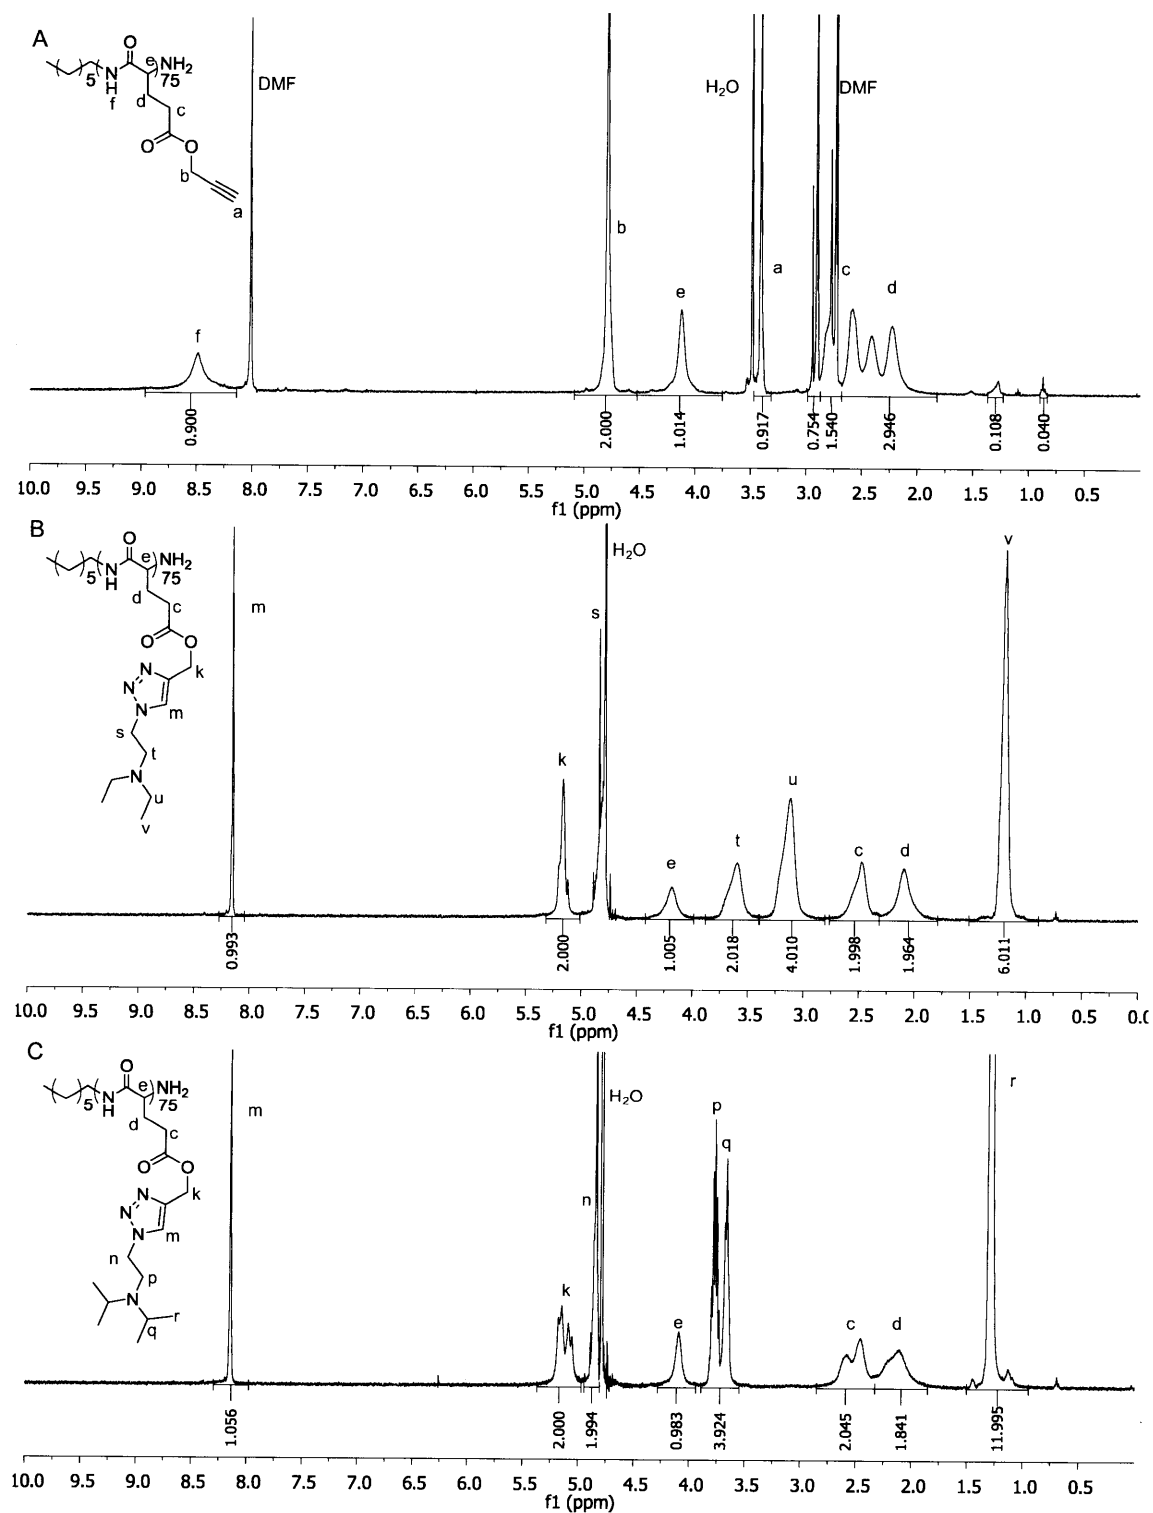 A
O
e
NH2
5
N
H
75
f
d
c
O
O
b
a
DMF
H2O
DMF
b
a
c
d
e
f
0.900
2.000
1.014
0.917
0.754
1.540
2.946
0.108
0.040
10.0 9.5 9.0 8.5 8.0 7.5 7.0 6.5 6.0 5.5 5.0 4.5 4.0 3.5 3.0 2.5 2.0 1.5 1.0 0.5
f1 (ppm)
B
O
e
NH2
5
N
H
75
d
c
O
O
N
N
N
k
m
s
t
N
u
v
m
H2O
s
v
k
e
t
u
c
d
0.993
2.000
1.005
2.018
4.010
1.998
1.964
6.011
10.0 9.5 9.0 8.5 8.0 7.5 7.0 6.5 6.0 5.5 5.0 4.5 4.0 3.5 3.0 2.5 2.0 1.5 1.0 0.0
f1 (ppm)
C
O
e
NH2
5
N
H
75
d
c
O
O
N
N
N
k
m
n
p
N
r
q
m
H2O
p
q
r
n
k
e
c
d
1.056
2.000
1.994
0.983
3.924
2.045
1.841
11.995
10.0 9.5 9.0 8.5 8.0 7.5 7.0 6.5 6.0 5.5 5.0 4.5 4.0 3.5 3.0 2.5 2.0 1.5 1.0 0.5
f1 (ppm)